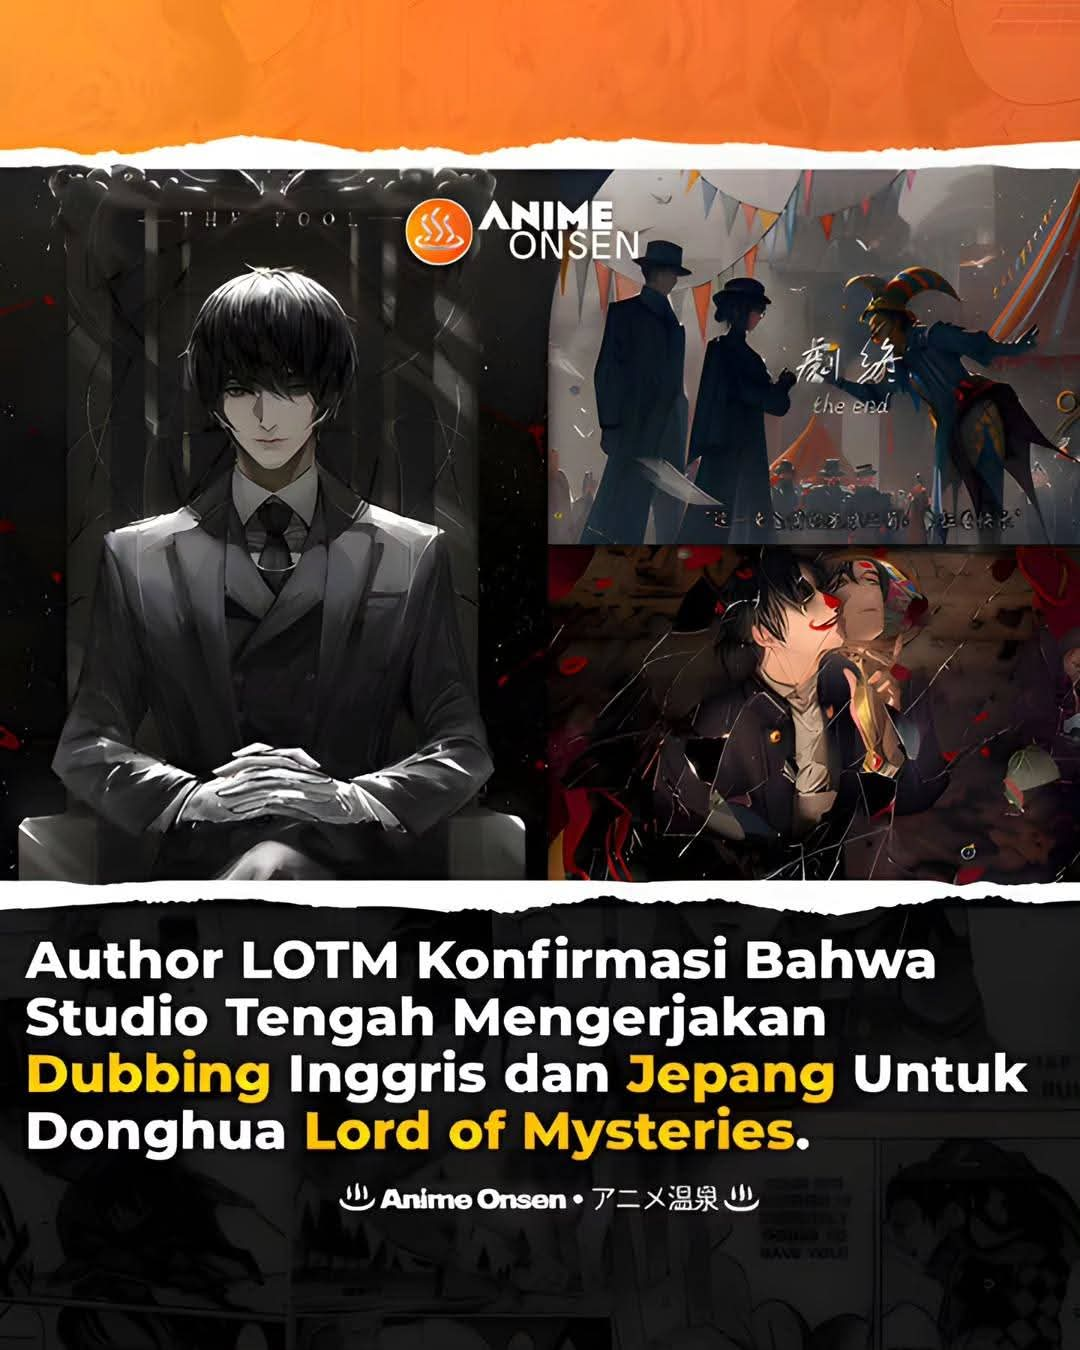 THE FOOL
ANIME
ONSEN
劇終
the end
Author LOTM Konfirmasi Bahwa
Studio Tengah Mengerjakan
Dubbing Inggris dan Jepang Untuk
Donghua Lord of Mysteries.
Anime Onsen • アニメ温泉